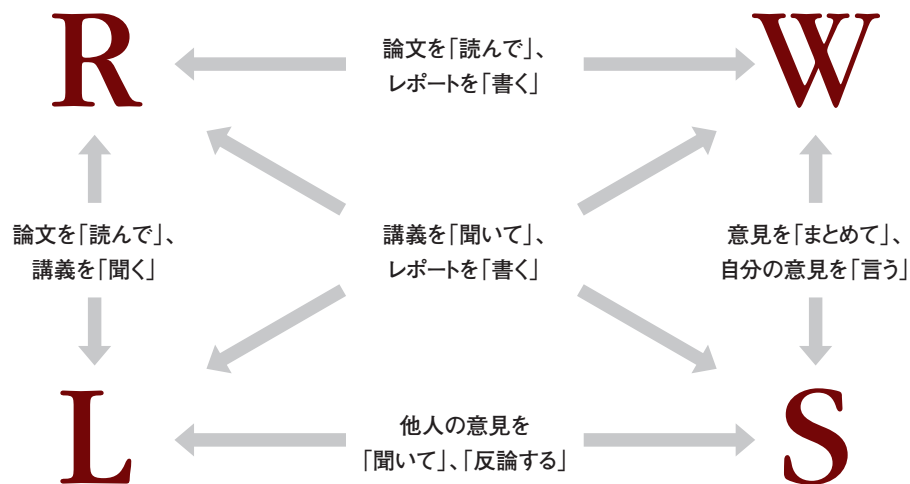 R
論文を「読んで」、
レポートを「書く」
W
論文を「読んで」、
講義を「聞く」
講義を「聞いて」、
レポートを「書く」
意見を「まとめて」、
自分の意見を「言う」
L
他人の意見を
「聞いて」、「反論する」
S